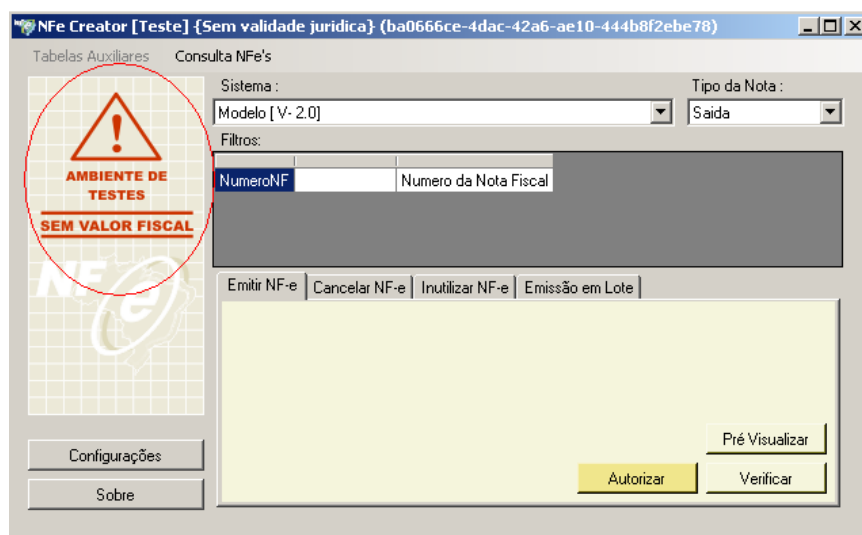 NFe Creator [Teste] {Sem validade juridica} (ba0666ce-4dac-42a6-ae10-444b8f2ebe78)
Tabelas Auxiliares Consulta NFe's
Sistema : Tipo da Nota :
Modelo [ V- 2.0] Saida
Filtros:
NumeroNF Numero da Nota Fiscal
AMBIENTE DE
TESTES
SEM VALOR FISCAL
NF e
Emitir NF-e Cancelar NF-e Inutilizar NF-e Emissão em Lote
Pré Visualizar
Autorizar Verificar
Configurações
Sobre